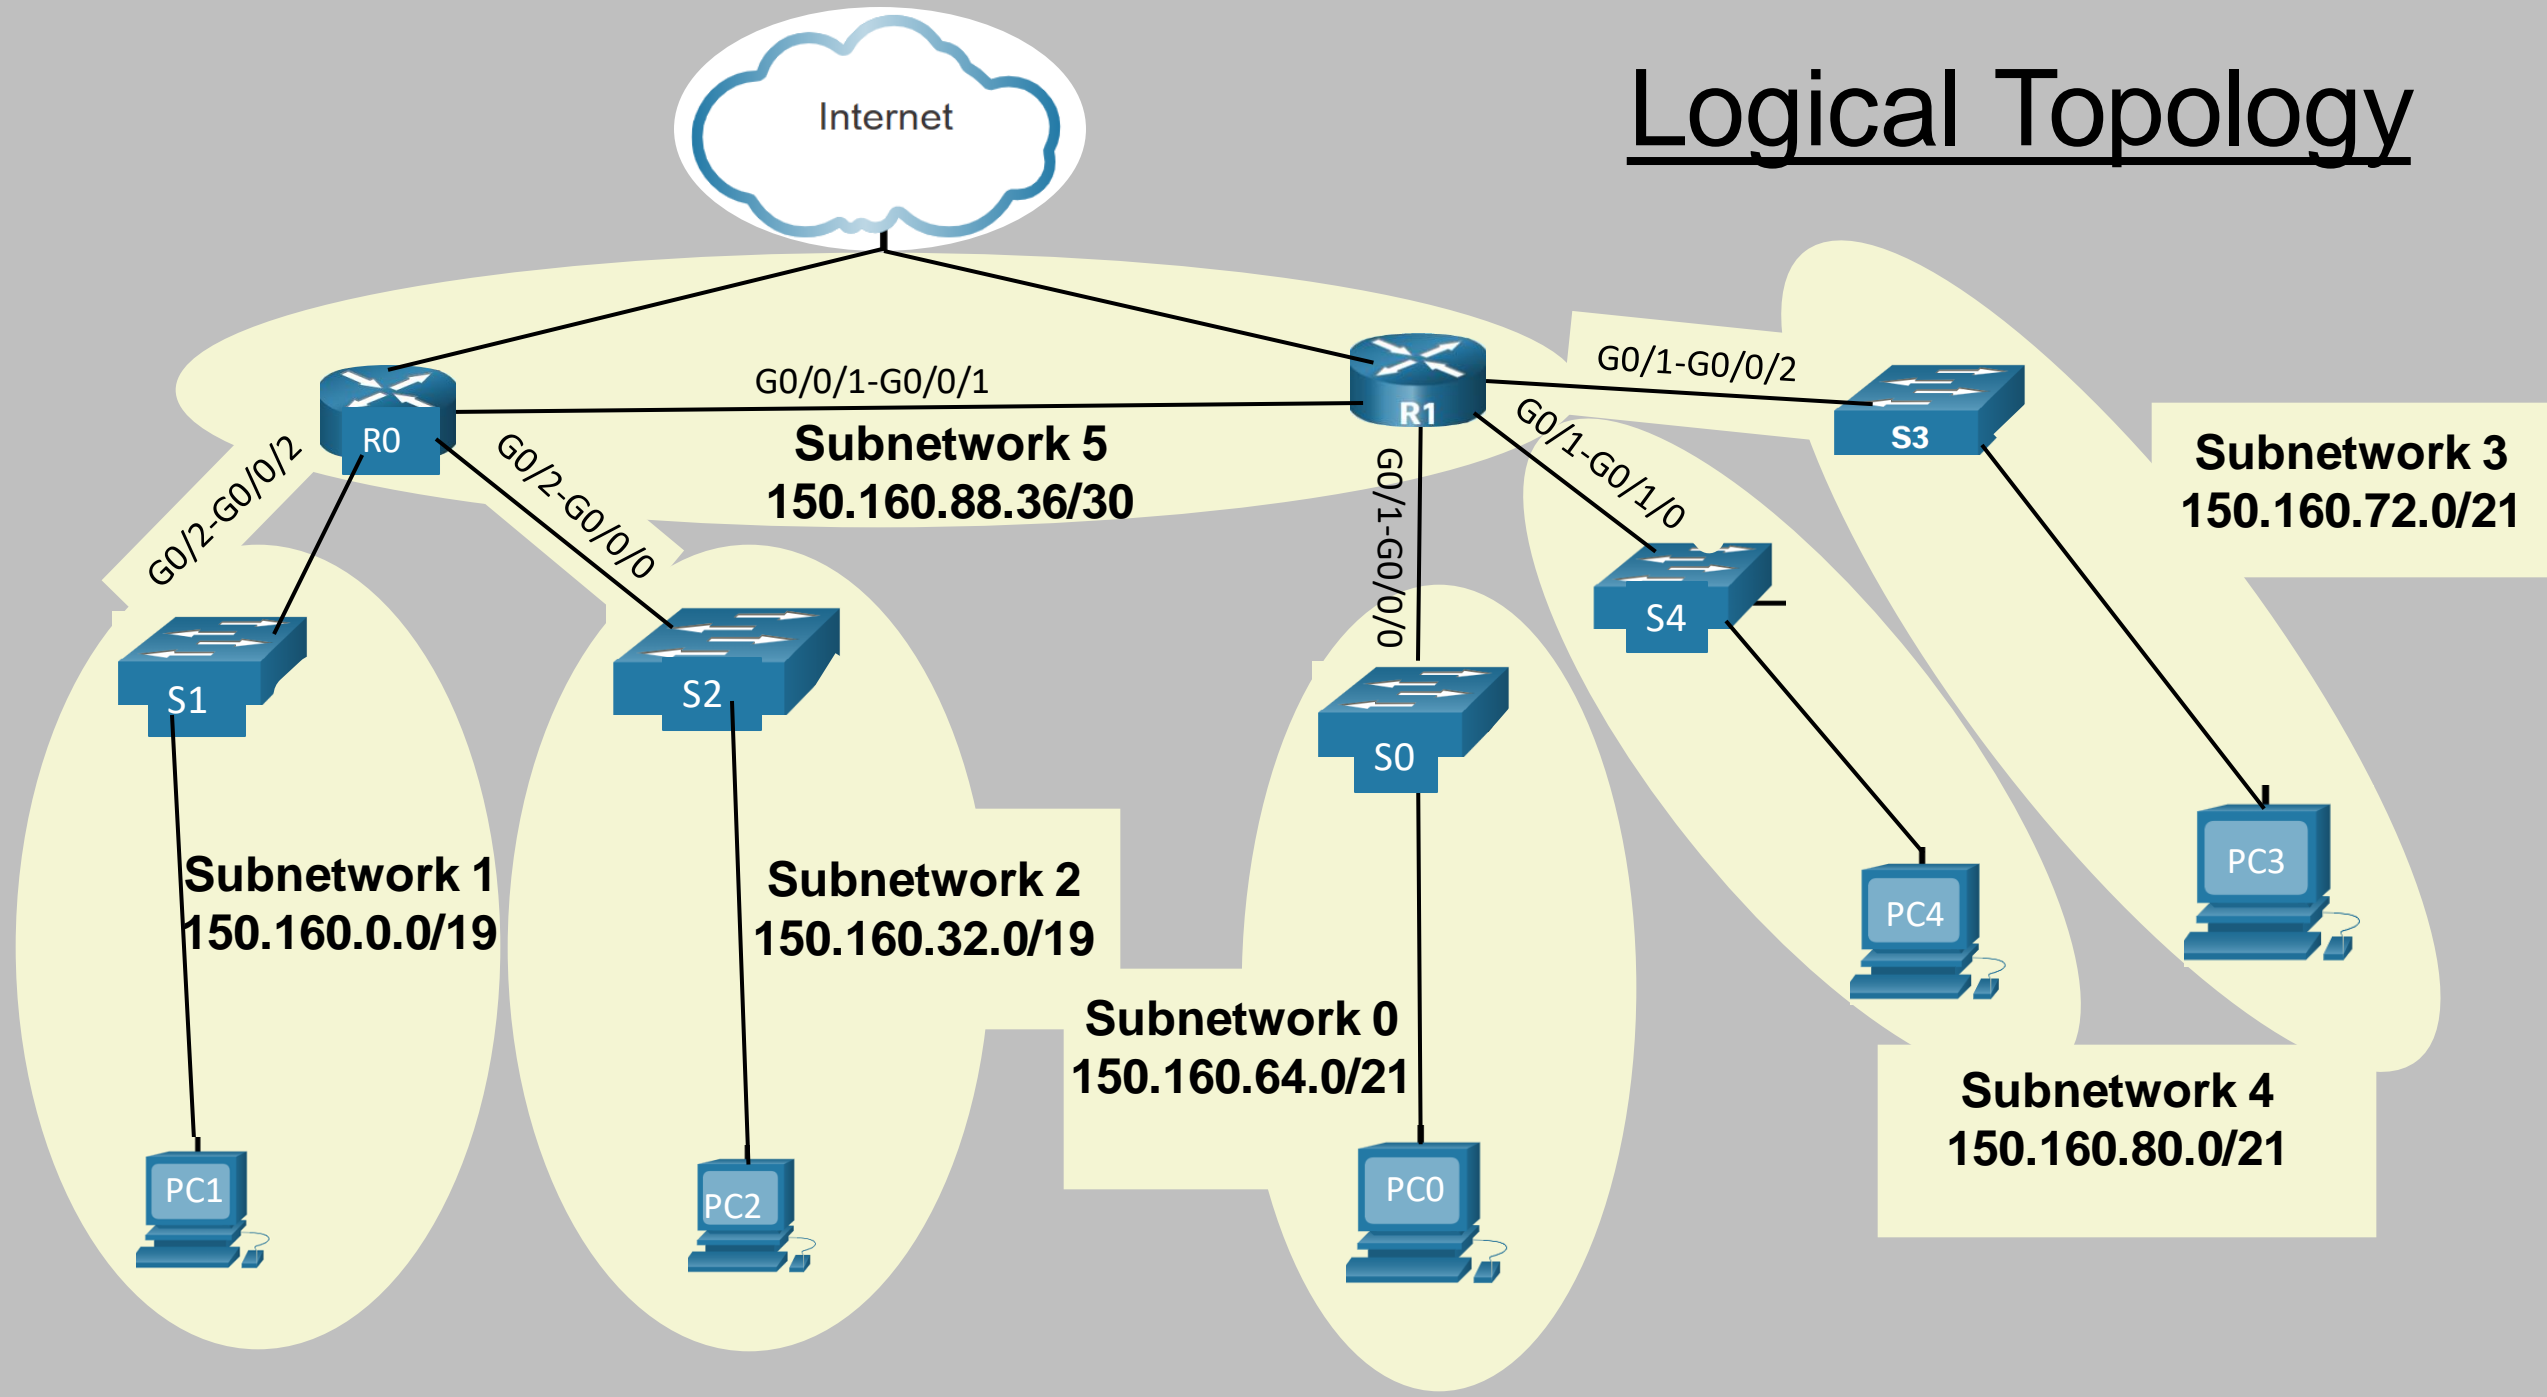 Internet
Logical Topology
G0/1-G0/0/2
G0/0/1-G0/0/1
R1
R0
S3
Subnetwork 5
150.160.88.36/30
Subnetwork 3
150.160.72.0/21
G0/2-G0/0/2
G0/2-G0/0/0
G0/1-G0/0/0
G0/1-G0/1/0
S4
S1
S2
S0
Subnetwork 1
150.160.0.0/19
Subnetwork 2
150.160.32.0/19
PC3
PC4
Subnetwork 0
150.160.64.0/21
Subnetwork 4
150.160.80.0/21
PC1
PC2
PC0